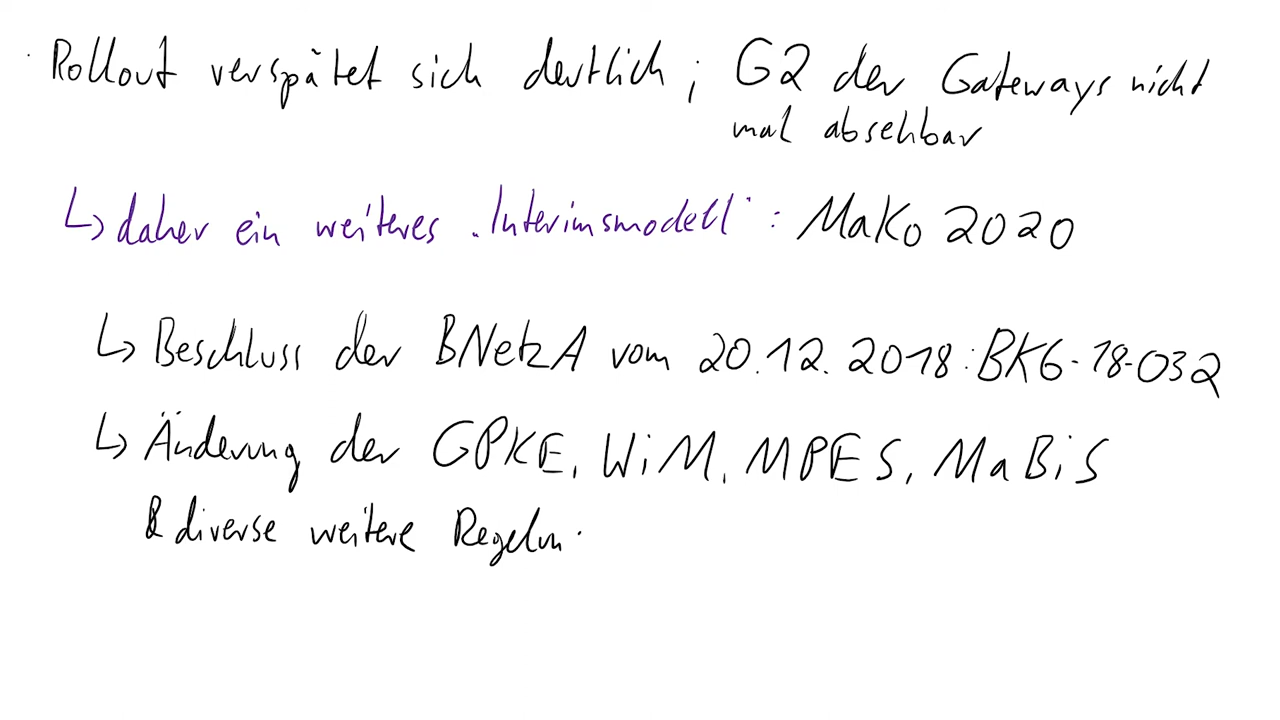 Rollout verspätet sich deutlich ; G2 der Gateways nicht
mal absehbar
↳ daher ein weiteres "Interimsmodell" : MaKo 2020
↳ Beschluss der BNetzA vom 20.12.2018 : BK6-18-032
↳ Änderung der GPKE, WiM, MPES, MaBiS
& diverse weitere Regeln.